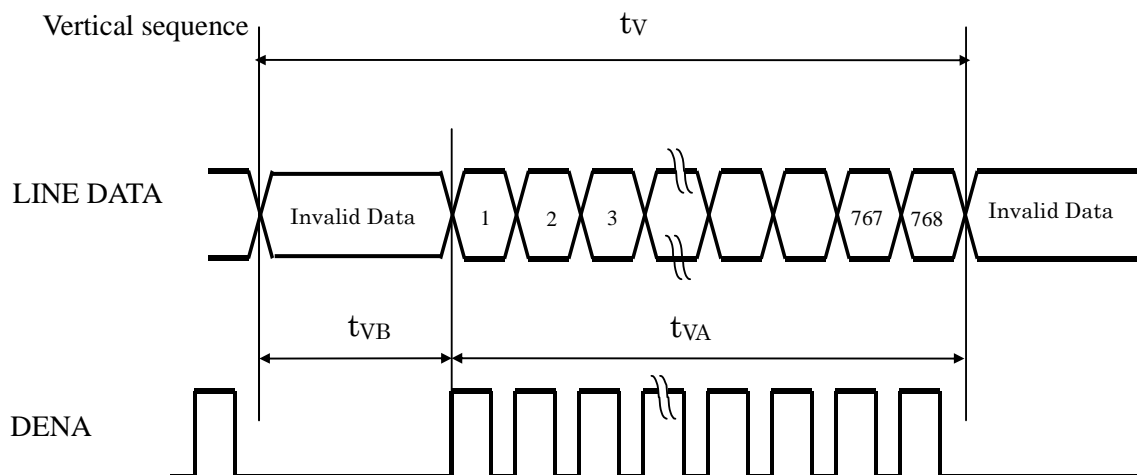 Vertical sequence
tV
LINE DATA
Invalid Data
1
2
3
767
768
Invalid Data
tVB
tVA
DENA